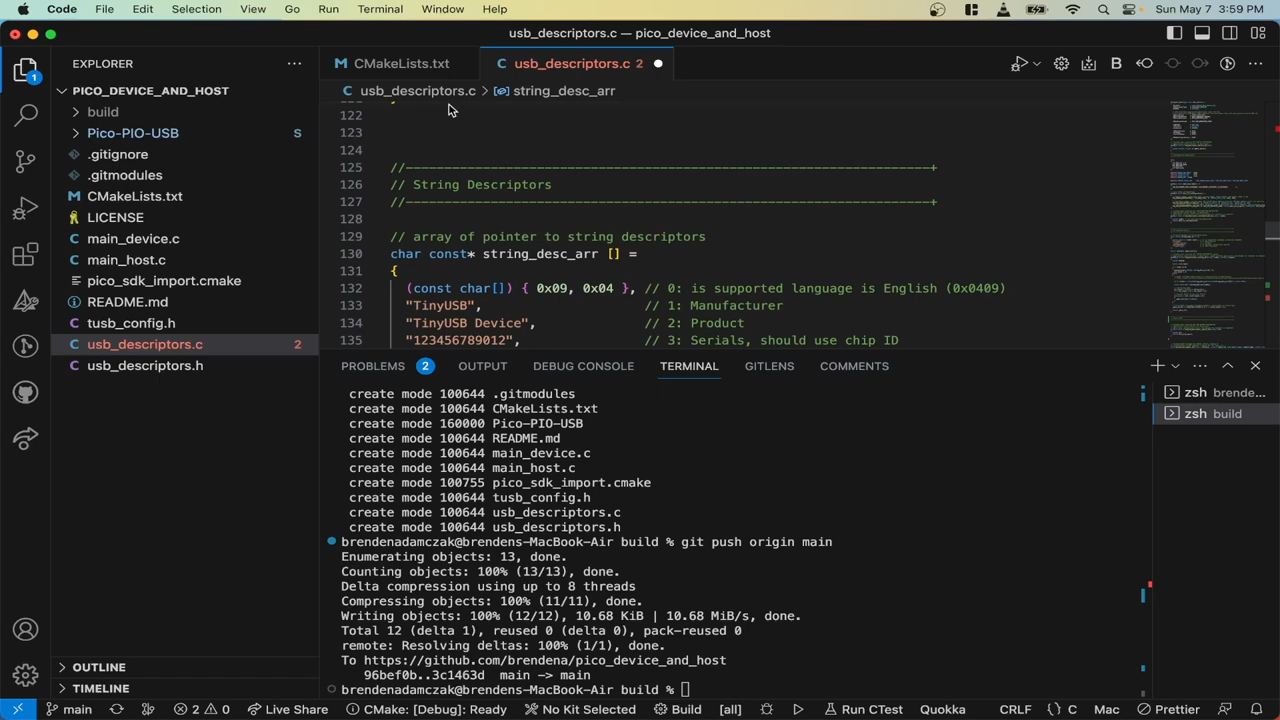 Code File Edit Selection View Go Run Terminal Window Help Sun May 7 3:59 PM
usb_descriptors.c — pico_device_and_host
EXPLORER
CMakeLists.txt
usb_descriptors.c 2
PICO_DEVICE_AND_HOST
usb_descriptors.c > string_desc_arr
build
Pico-PIO-USB S
.gitignore
.gitmodules
CMakeLists.txt
LICENSE
main_device.c
main_host.c
pico_sdk_import.cmake
README.md
tusb_config.h
usb_descriptors.c 2
usb_descriptors.h
OUTLINE
TIMELINE
1
122
123
124
125 //--------------------------------------------------------------------+
126 // String Descriptors
127 //--------------------------------------------------------------------+
128
129 // array of pointer to string descriptors
130 char const* string_desc_arr [] =
131 {
132 (const char[]) { 0x09, 0x04 }, // 0: is supported language is English (0x0409)
133 "TinyUSB", // 1: Manufacturer
134 "TinyUSB Device", // 2: Product
135 "123456789012", // 3: Serials, should use chip ID
PROBLEMS 2 OUTPUT DEBUG CONSOLE TERMINAL GITLENS COMMENTS
create mode 100644 .gitmodules
create mode 100644 CMakeLists.txt
create mode 160000 Pico-PIO-USB
create mode 100644 README.md
create mode 100644 main_device.c
create mode 100644 main_host.c
create mode 100755 pico_sdk_import.cmake
create mode 100644 tusb_config.h
create mode 100644 usb_descriptors.c
create mode 100644 usb_descriptors.h
brendenadamczak@brendens-MacBook-Air build % git push origin main
Enumerating objects: 13, done.
Counting objects: 100% (13/13), done.
Delta compression using up to 8 threads
Compressing objects: 100% (11/11), done.
Writing objects: 100% (12/12), 10.68 KiB | 10.68 MiB/s, done.
Total 12 (delta 1), reused 0 (delta 0), pack-reused 0
remote: Resolving deltas: 100% (1/1), done.
To https://github.com/brendena/pico_device_and_host
96bef0b..3c1463d main -> main
brendenadamczak@brendens-MacBook-Air build %
zsh brende...
zsh build
main 2 0 Live Share CMake: [Debug]: Ready No Kit Selected Build [all] Run CTest Quokka CRLF C Mac Prettier